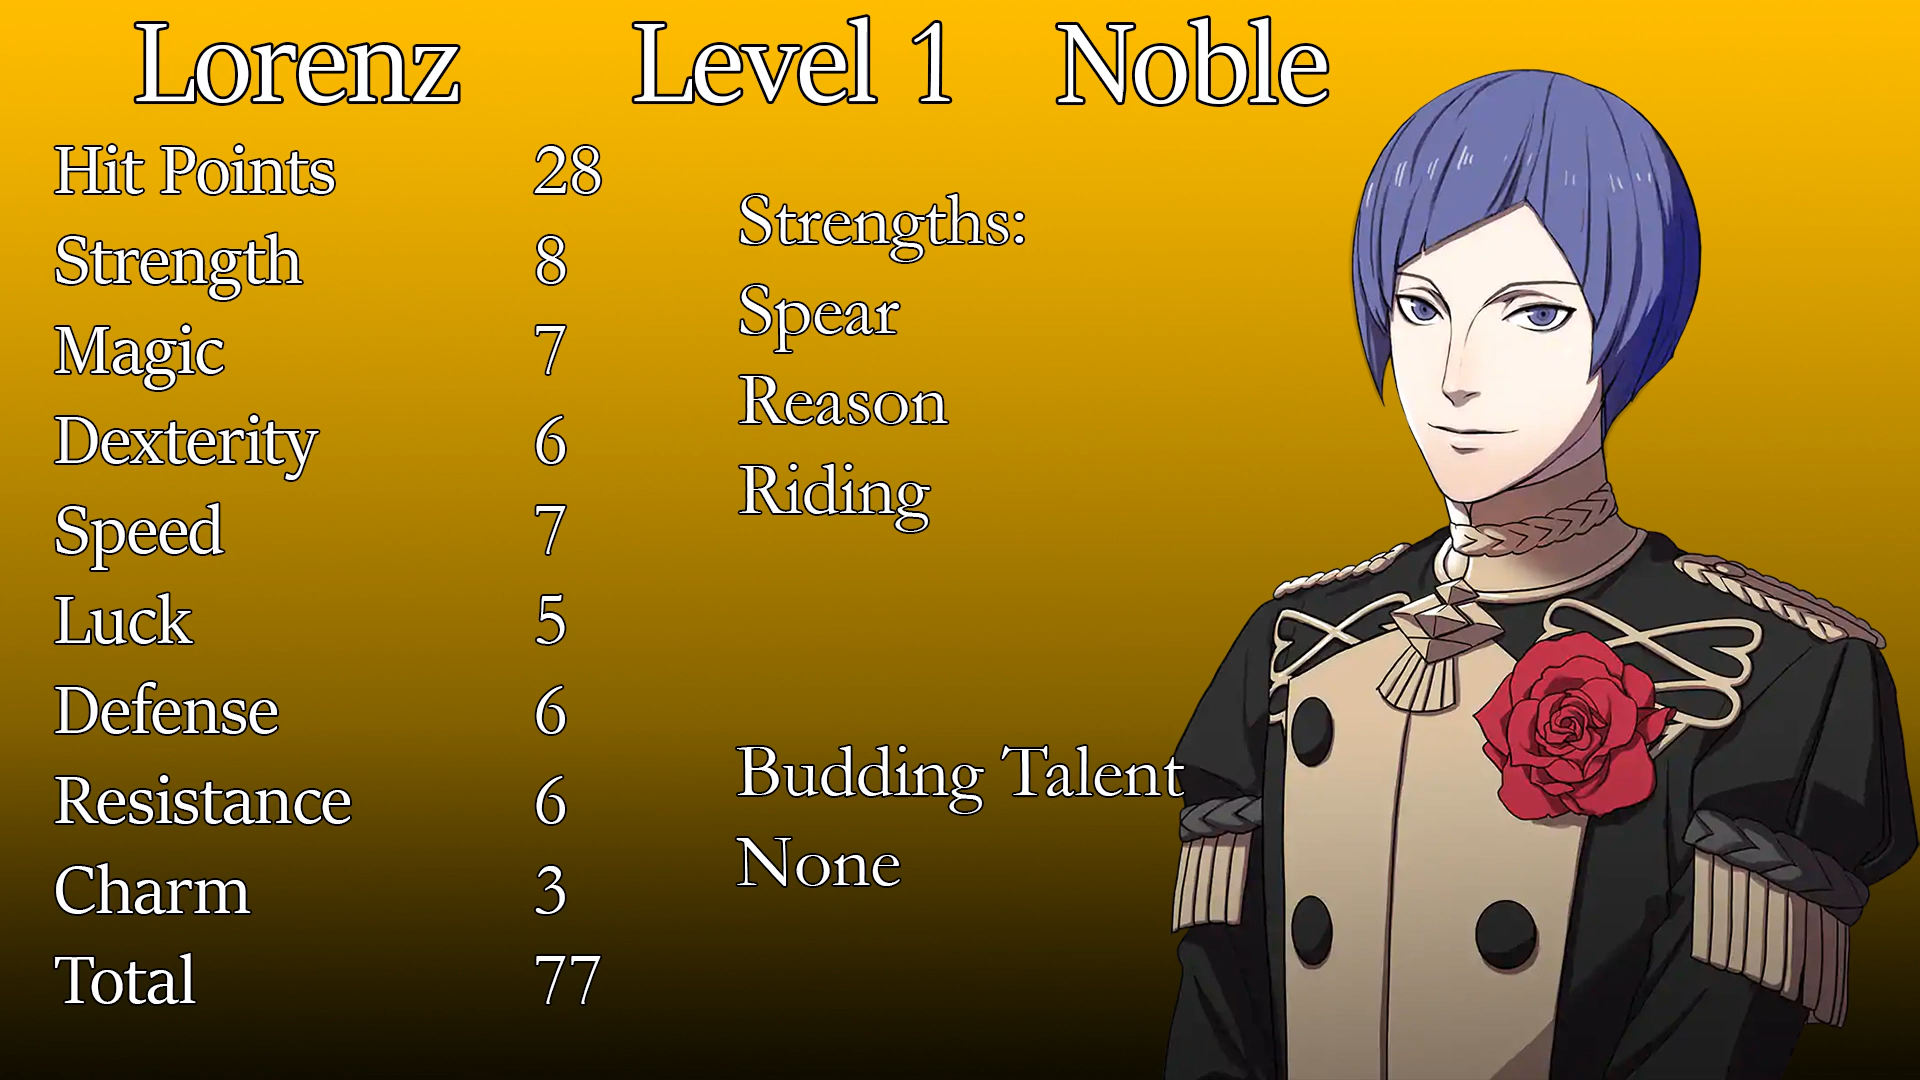 Lorenz Level 1 Noble
Hit Points 28
Strength 8
Magic 7
Dexterity 6
Speed 7
Luck 5
Defense 6
Resistance 6
Charm 3
Total 77
Strengths:
Spear
Reason
Riding
Budding Talent
None